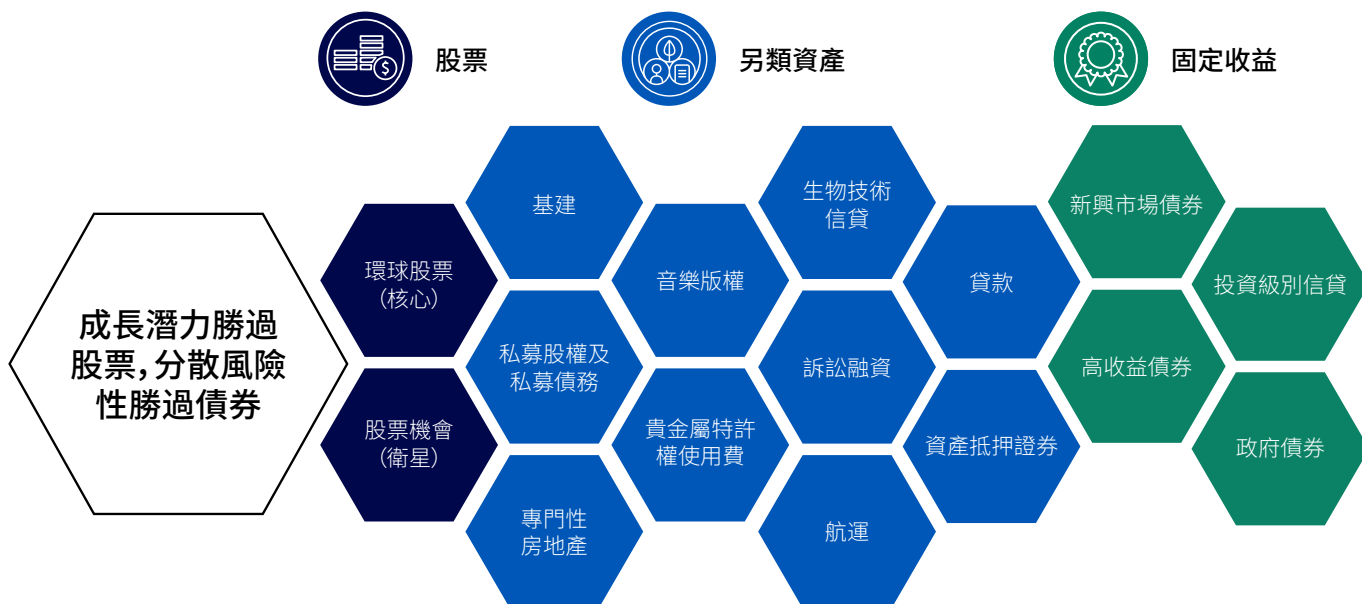 股票
另類資產
固定收益
成長潛力勝過
股票，分散風險
性勝過債券
環球股票
（核心）
股票機會
（衛星）
基建
私募股權及
私募債務
專門性
房地產
音樂版權
貴金屬特許
權使用費
生物技術
信貸
訴訟融資
航運
貸款
資產抵押證券
新興市場債券
高收益債券
投資級別信貸
政府債券